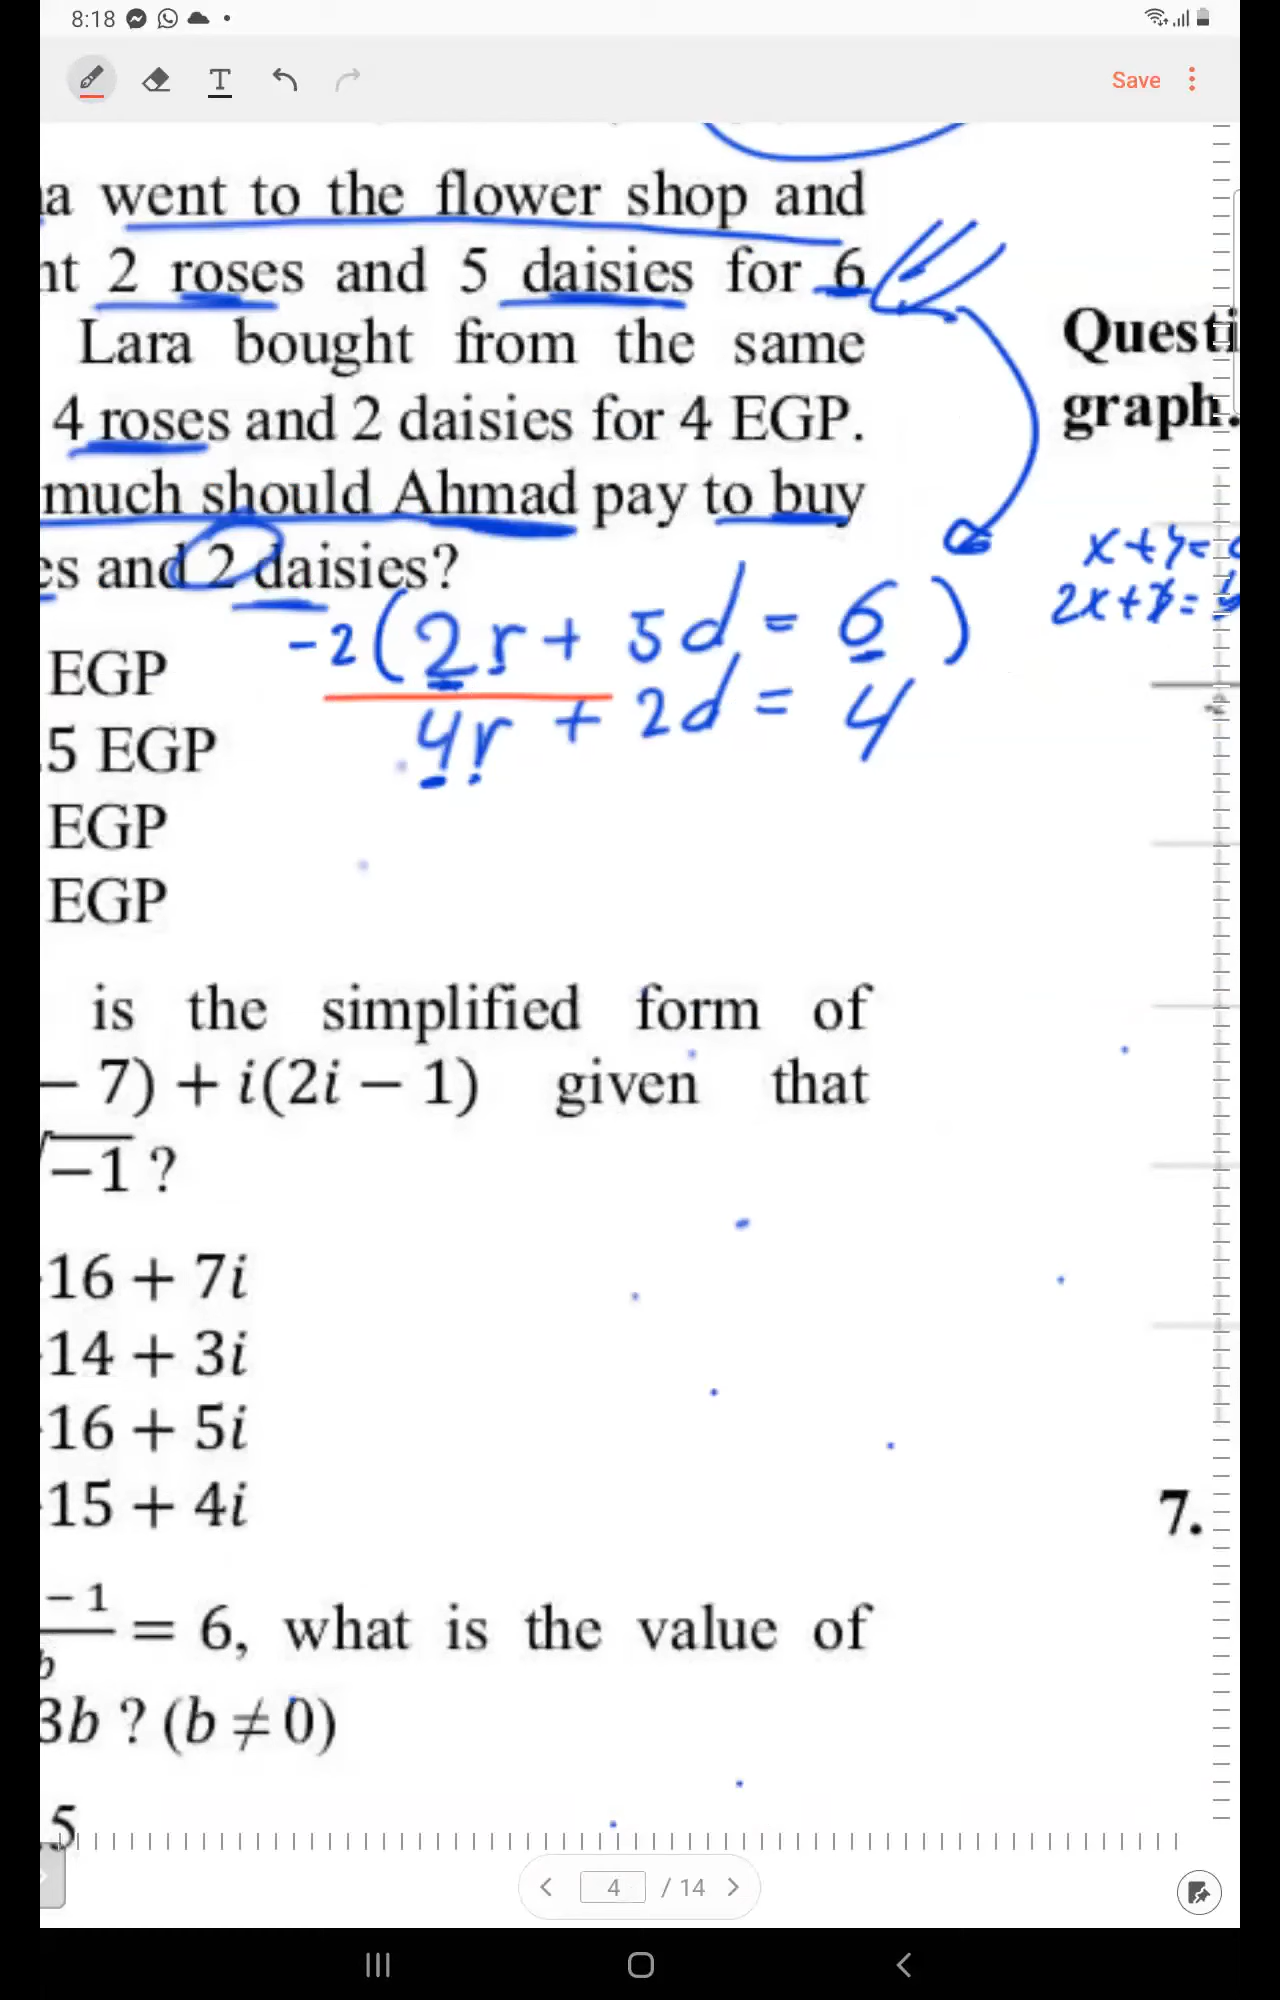 8:18
Save
went to the flower shop and
2 roses and 5 daisies for 6
Lara bought from the same
4 roses and 2 daisies for 4 EGP.
much should Ahmad pay to buy
and 2 daisies?
-2(2r + 5d = 6)
4r + 2d = 4
EGP
5 EGP
EGP
EGP
is the simplified form of
− 7) + i(2i − 1) given that
√−1 ?
16 + 7i
14 + 3i
16 + 5i
15 + 4i
− 1
= 6, what is the value of
b
3b ? (b ≠ 0)
5
graph.
x + y =
7.
4 / 14